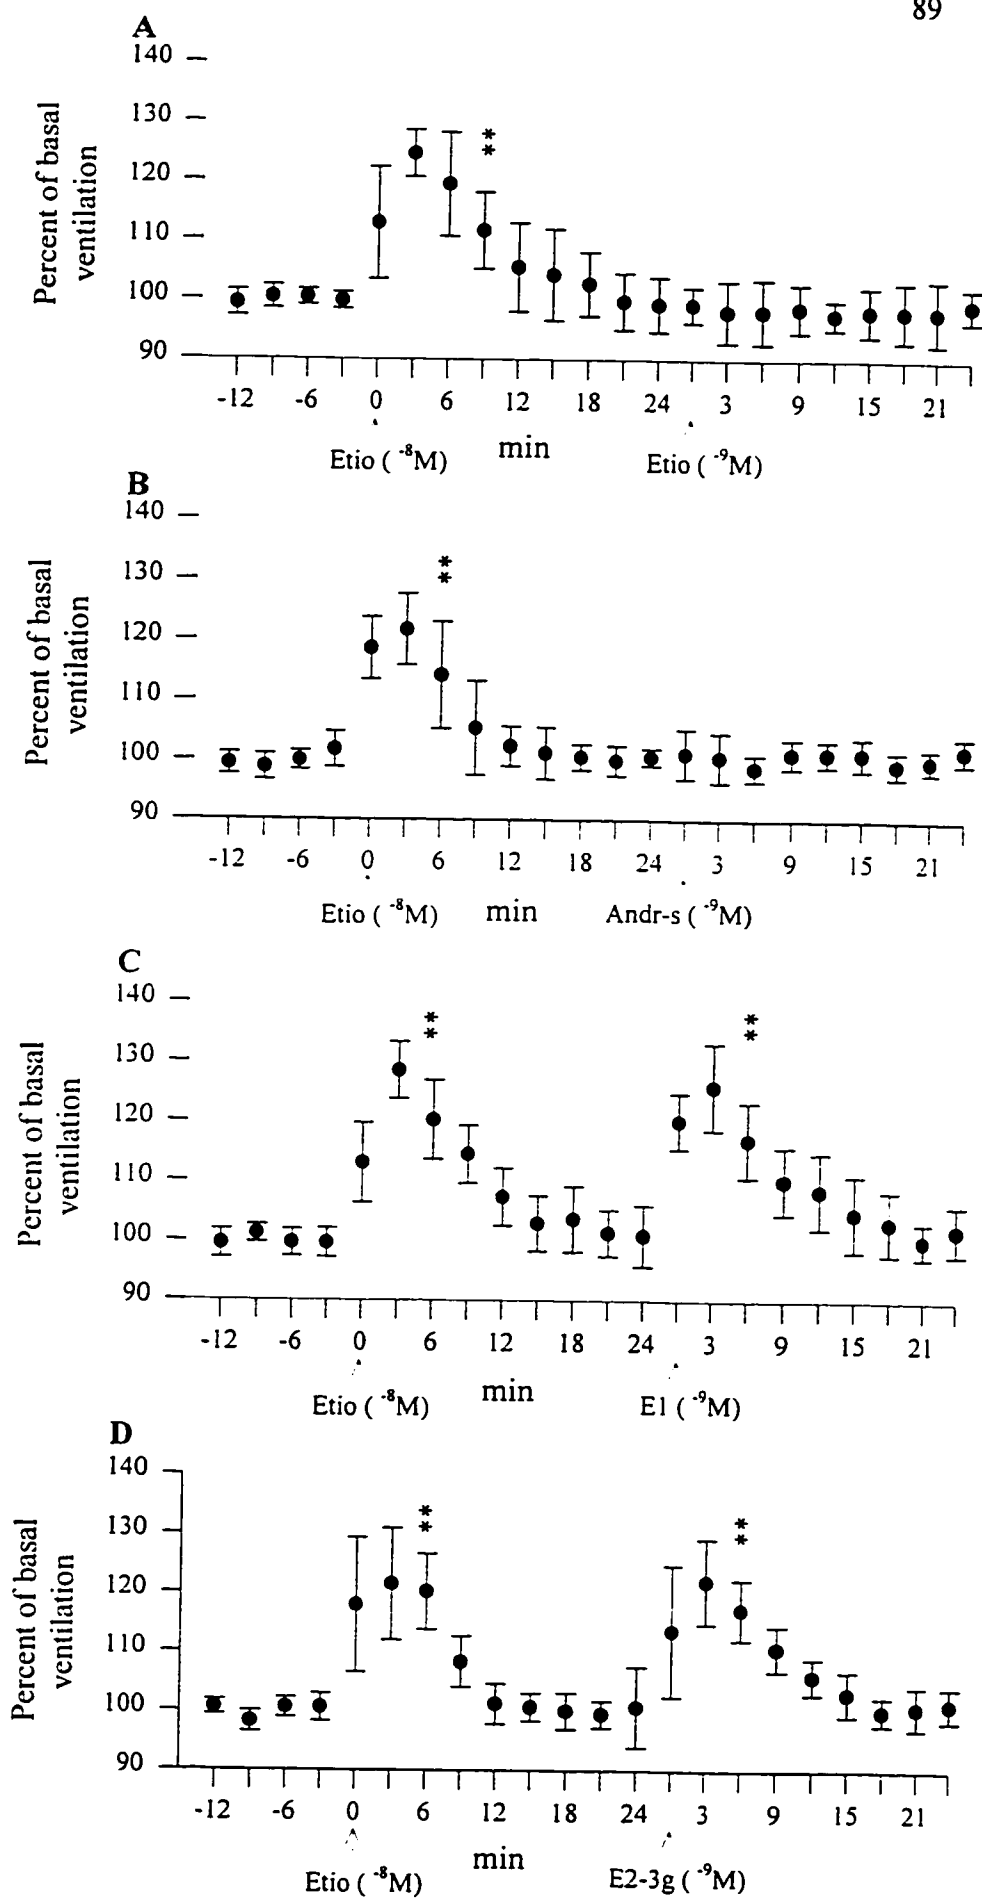 89
A
140
130
120
110
100
90
Percent of basal
ventilation
**
-12 -6 0 6 12 18 24 3 9 15 21
Etio ( ⁻⁸M) min Etio ( ⁻⁹M)
B
140
130
120
110
100
90
Percent of basal
ventilation
**
-12 -6 0 6 12 18 24 3 9 15 21
Etio ( ⁻⁸M) min Andr-s ( ⁻⁹M)
C
140
130
120
110
100
90
Percent of basal
ventilation
** **
-12 -6 0 6 12 18 24 3 9 15 21
Etio ( ⁻⁸M) min E1 ( ⁻⁹M)
D
140
130
120
110
100
90
Percent of basal
ventilation
** **
-12 -6 0 6 12 18 24 3 9 15 21
Etio ( ⁻⁸M) min E2-3g ( ⁻⁹M)